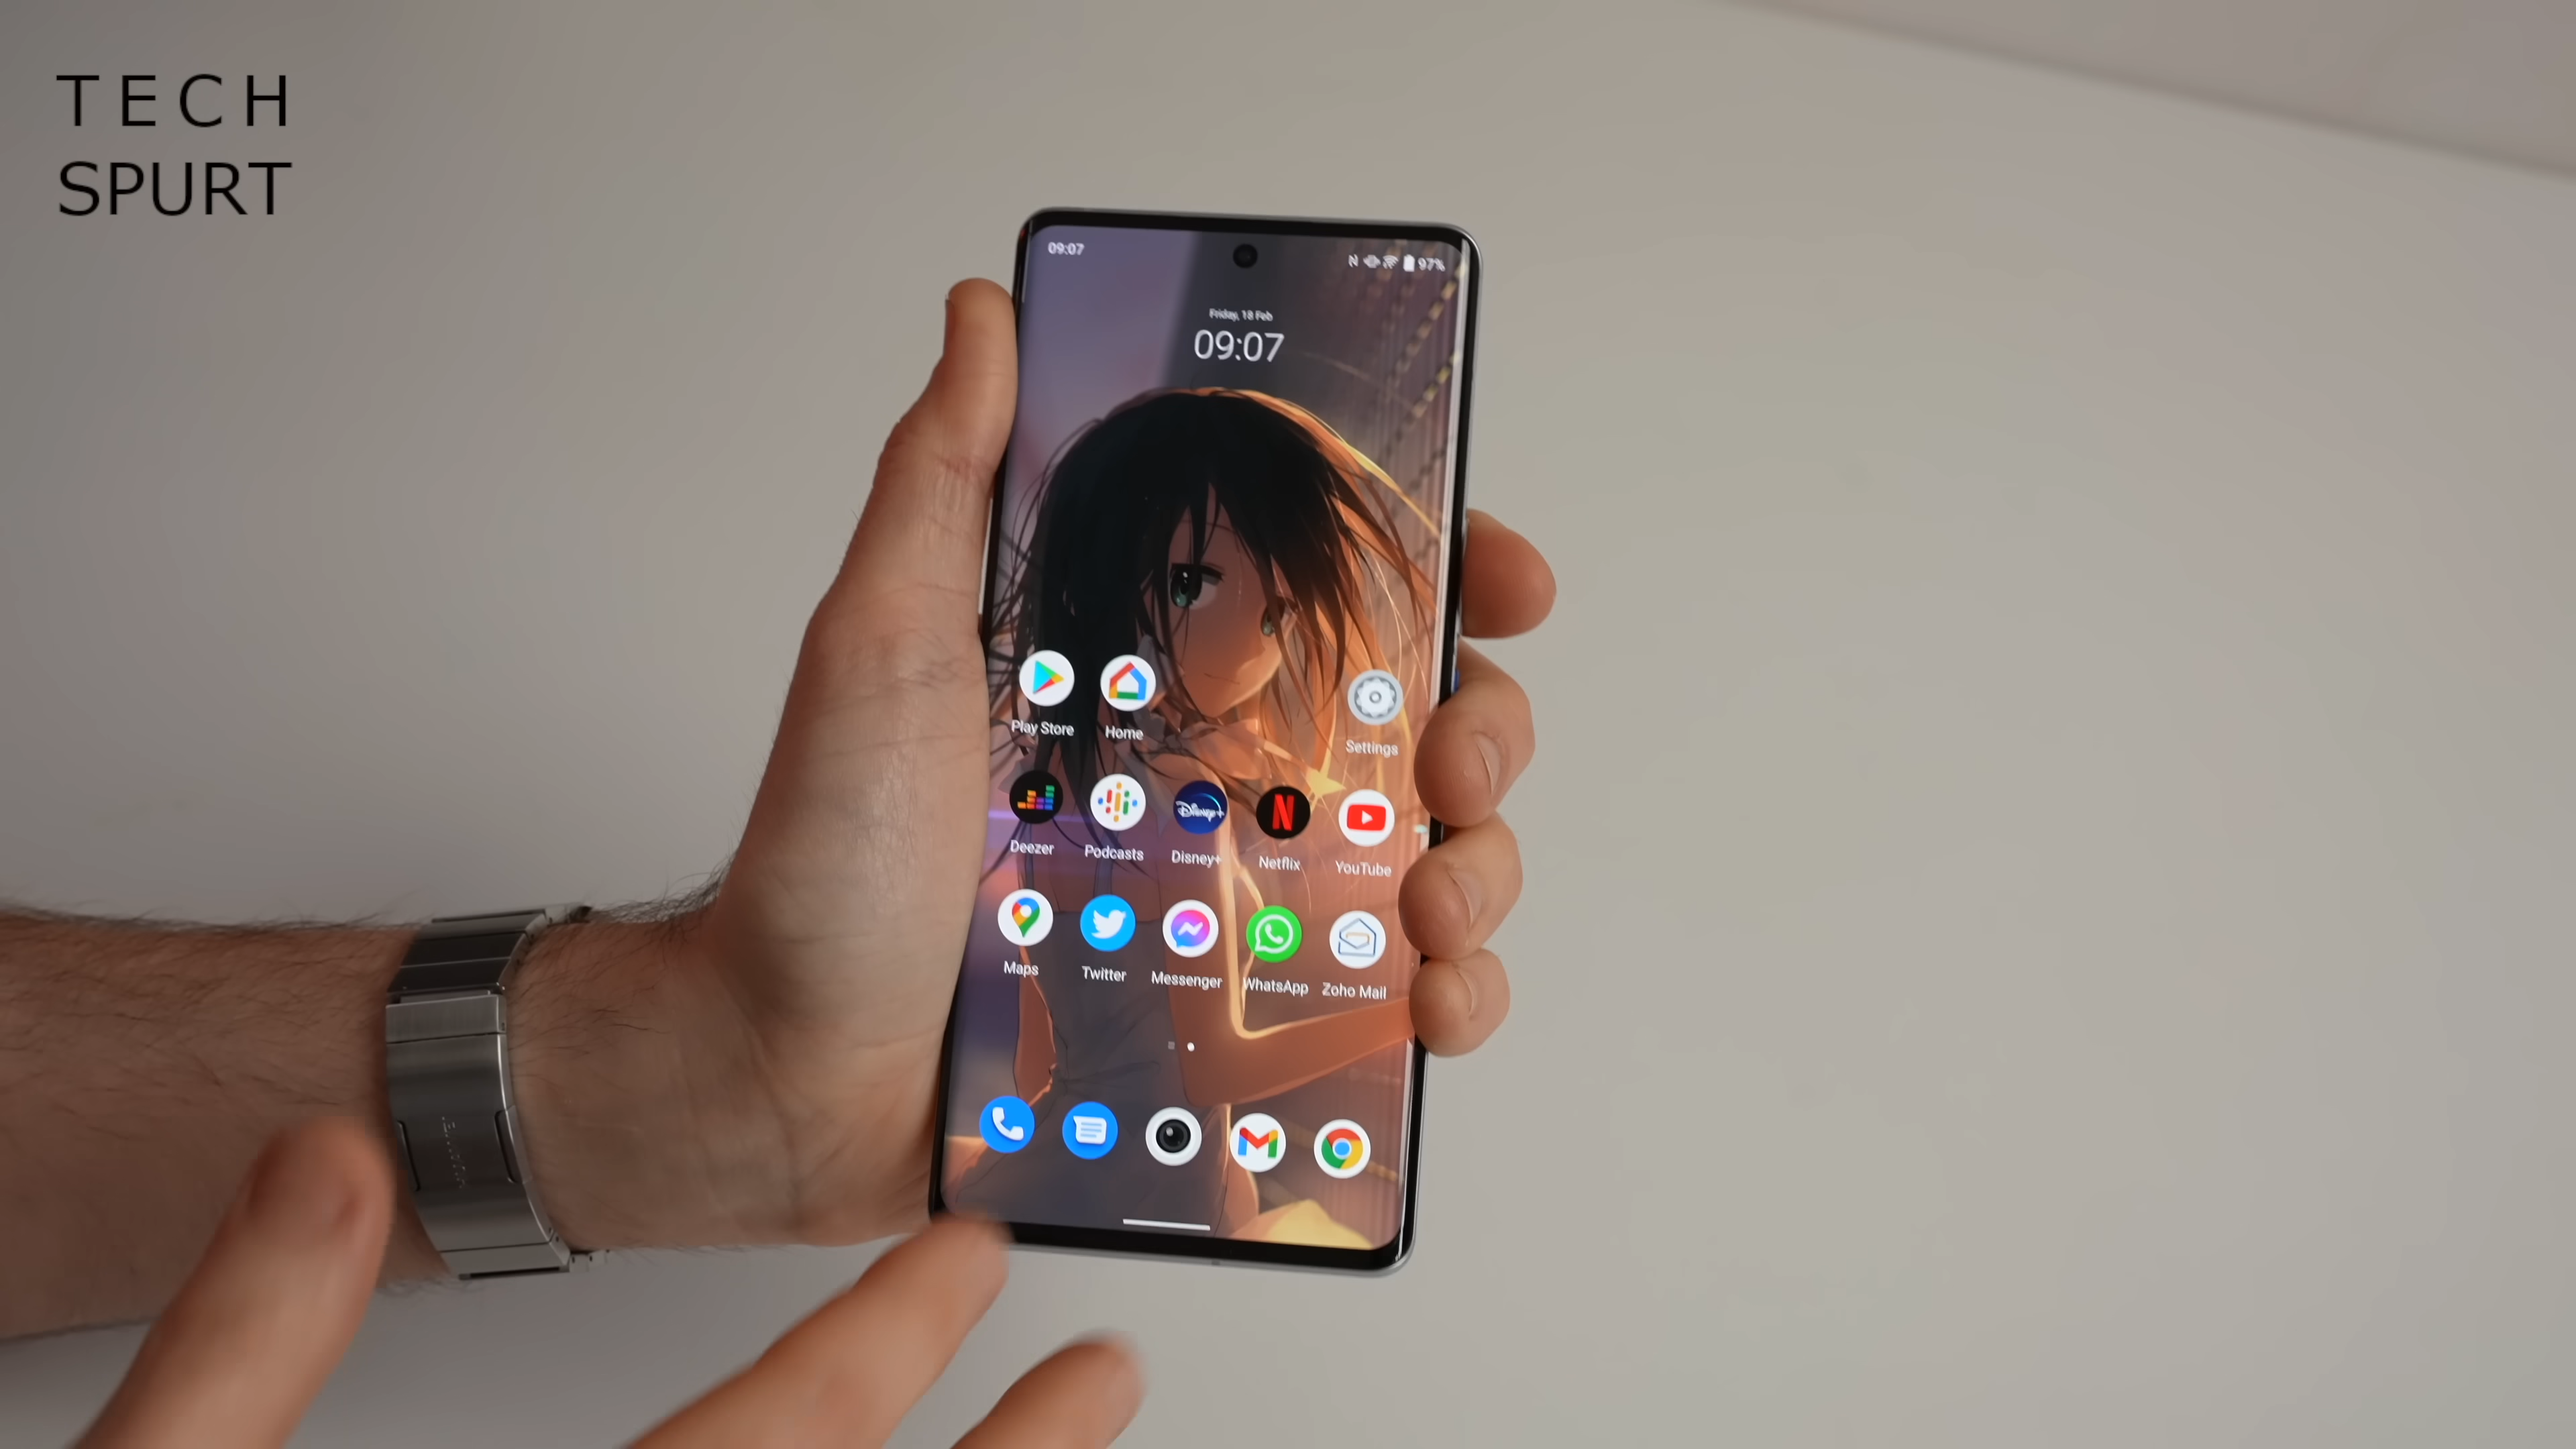 TECH
SPURT
09:07
97%
Friday, 18 Feb
09:07
Play Store
Home
Settings
Disney+
Deezer
Podcasts
Disney+
Netflix
YouTube
Maps
Twitter
Messenger
WhatsApp
Zoho Mail